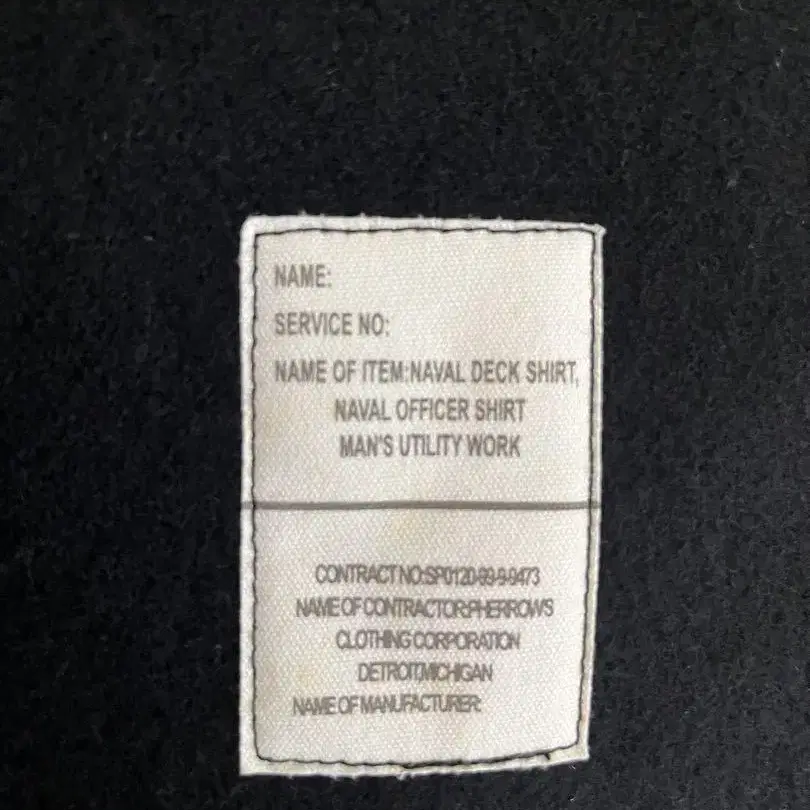 NAME:
SERVICE NO:
NAME OF ITEM:NAVAL DECK SHIRT,
NAVAL OFFICER SHIRT
MAN'S UTILITY WORK
CONTRACT NO:SP0120-99-9-9473
NAME OF CONTRACTOR:PHERROWS
CLOTHING CORPORATION
DETROIT,MICHIGAN
NAME OF MANUFACTURER: